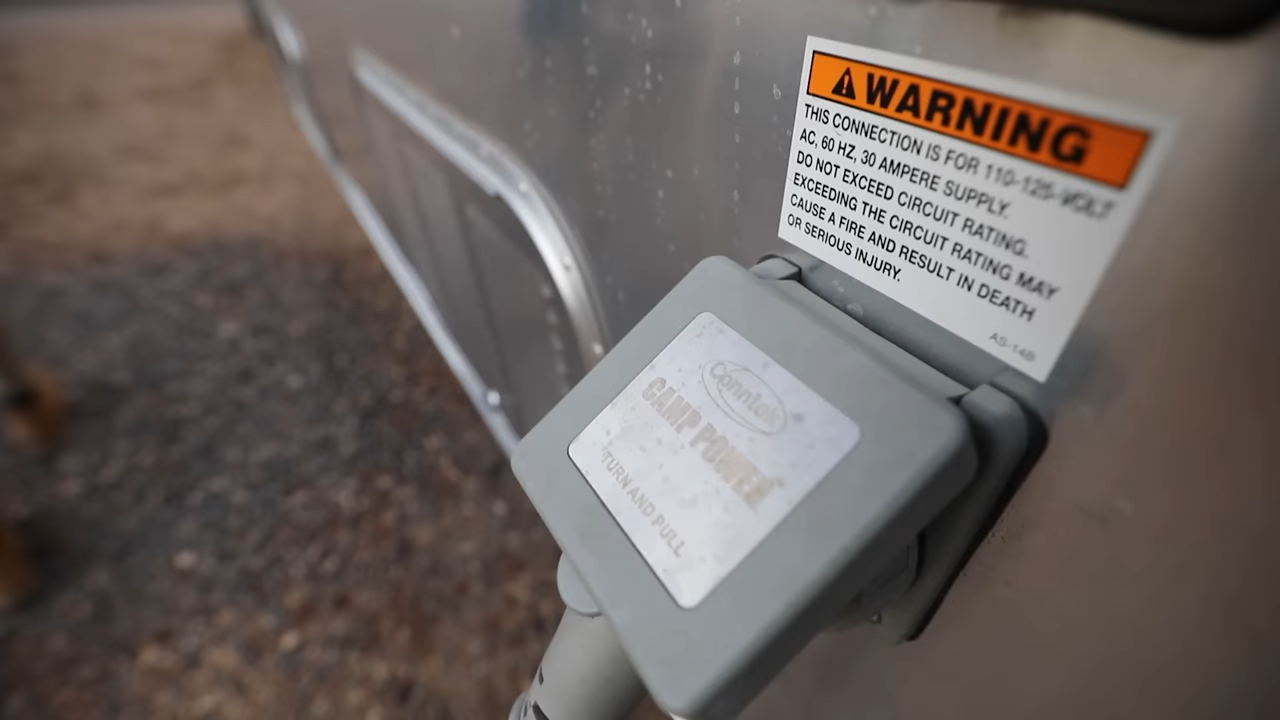 WARNING
THIS CONNECTION IS FOR 110-125-VOLT
AC, 60 HZ, 30 AMPERE SUPPLY.
DO NOT EXCEED CIRCUIT RATING.
EXCEEDING THE CIRCUIT RATING MAY
CAUSE A FIRE AND RESULT IN DEATH
OR SERIOUS INJURY.
AS-14B
Conntek
CAMP POWER
TURN AND PULL